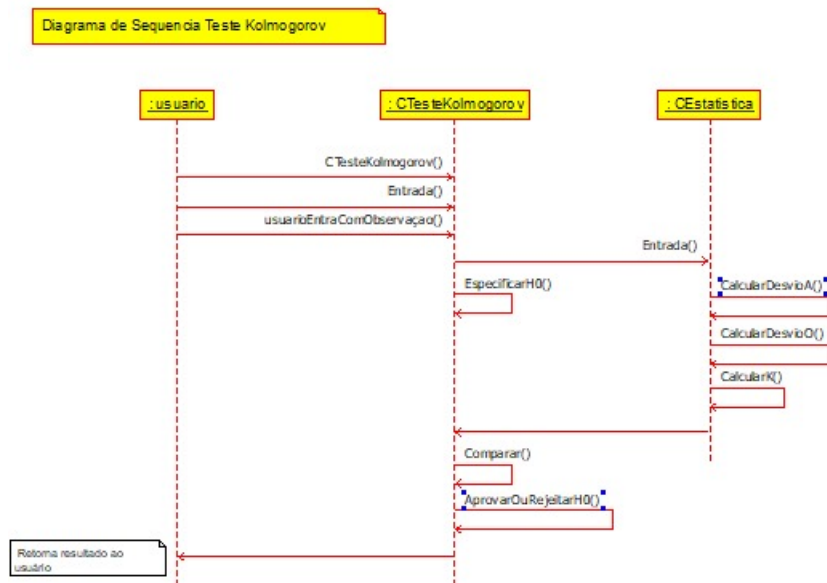 Diagrama de Sequencia Teste Kolmogorov
: usuario
: CTesteKolmogorov
: CEstatistica
CTesteKolmogorov()
Entrada()
usuarioEntraComObservaçao()
Entrada()
EspecificarH0()
CalcularDesvioA()
CalcularDesvioO()
CalcularK()
Comparar()
AprovarOuRejeitarH0()
Retorna resultado ao
usuário